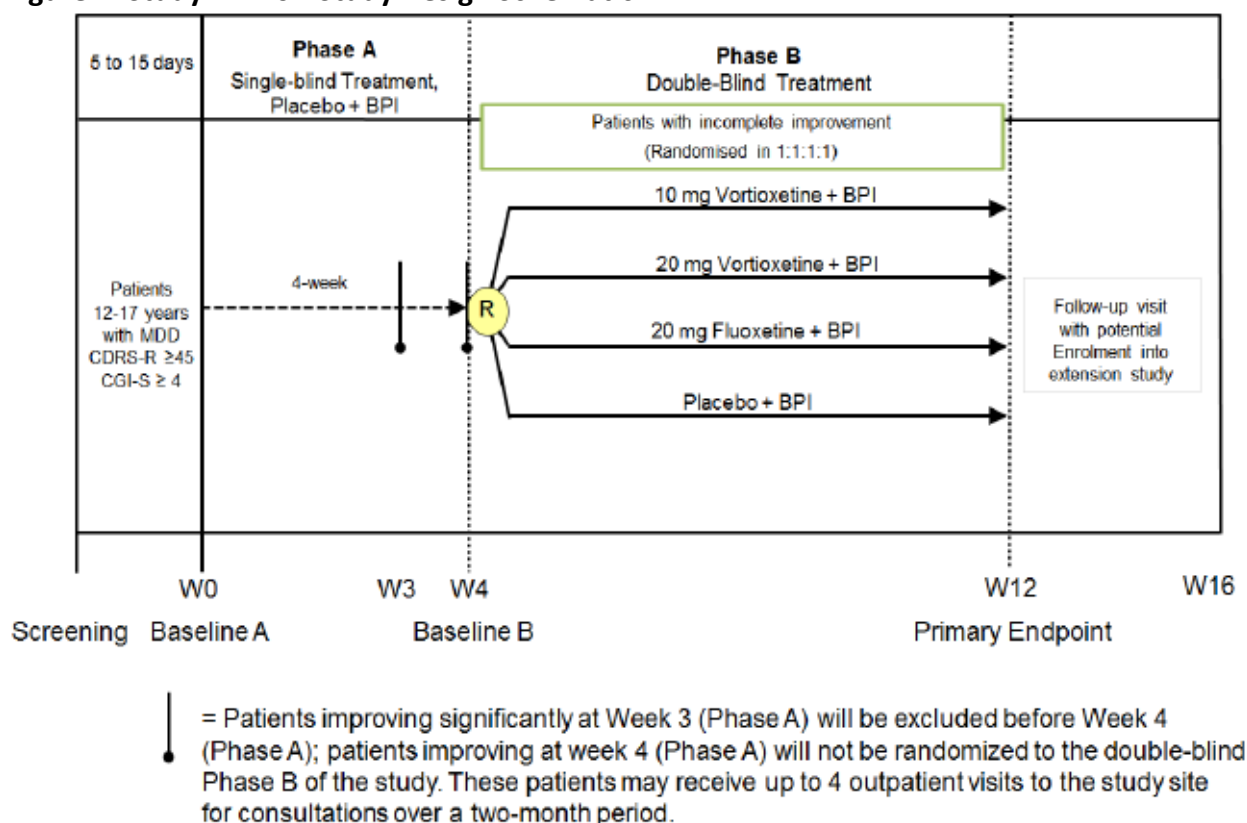 5 to 15 days
Phase A
Single-blind Treatment,
Placebo + BPI
Phase B
Double-Blind Treatment
Patients with incomplete improvement
(Randomised in 1:1:1:1)
10 mg Vortioxetine + BPI
20 mg Vortioxetine + BPI
20 mg Fluoxetine + BPI
Placebo + BPI
4-week
R
Patients
12-17 years
with MDD
CDRS-R ≥45
CGI-S ≥ 4
Follow-up visit
with potential
Enrolment into
extension study
W0 W3 W4 W12 W16
Screening Baseline A Baseline B Primary Endpoint
= Patients improving significantly at Week 3 (Phase A) will be excluded before Week 4
(Phase A); patients improving at week 4 (Phase A) will not be randomized to the double-blind
Phase B of the study. These patients may receive up to 4 outpatient visits to the study site
for consultations over a two-month period.